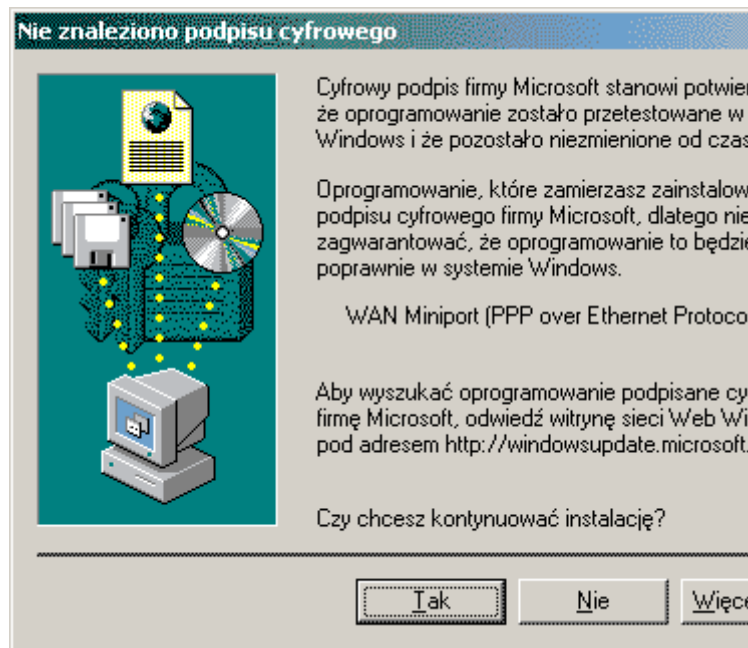 Nie znaleziono podpisu cyfrowego
Cyfrowy podpis firmy Microsoft stanowi potwier
że oprogramowanie zostało przetestowane w
Windows i że pozostało niezmienione od czas
Oprogramowanie, które zamierzasz zainstalow
podpisu cyfrowego firmy Microsoft, dlatego nie
zagwarantować, że oprogramowanie to będzie
poprawnie w systemie Windows.
WAN Miniport (PPP over Ethernet Protoco
Aby wyszukać oprogramowanie podpisane cy
firmę Microsoft, odwiedź witrynę sieci Web Wi
pod adresem http://windowsupdate.microsoft.
Czy chcesz kontynuować instalację?
Tak Nie Więce